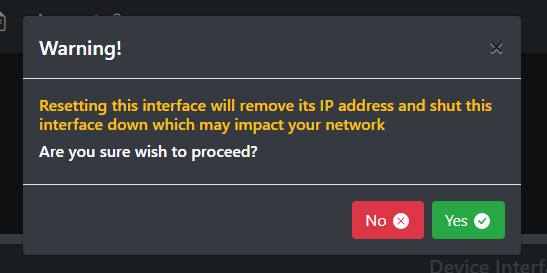 Warning!
Resetting this interface will remove its IP address and shut this
interface down which may impact your network
Are you sure wish to proceed?
No
Yes
Device Interf